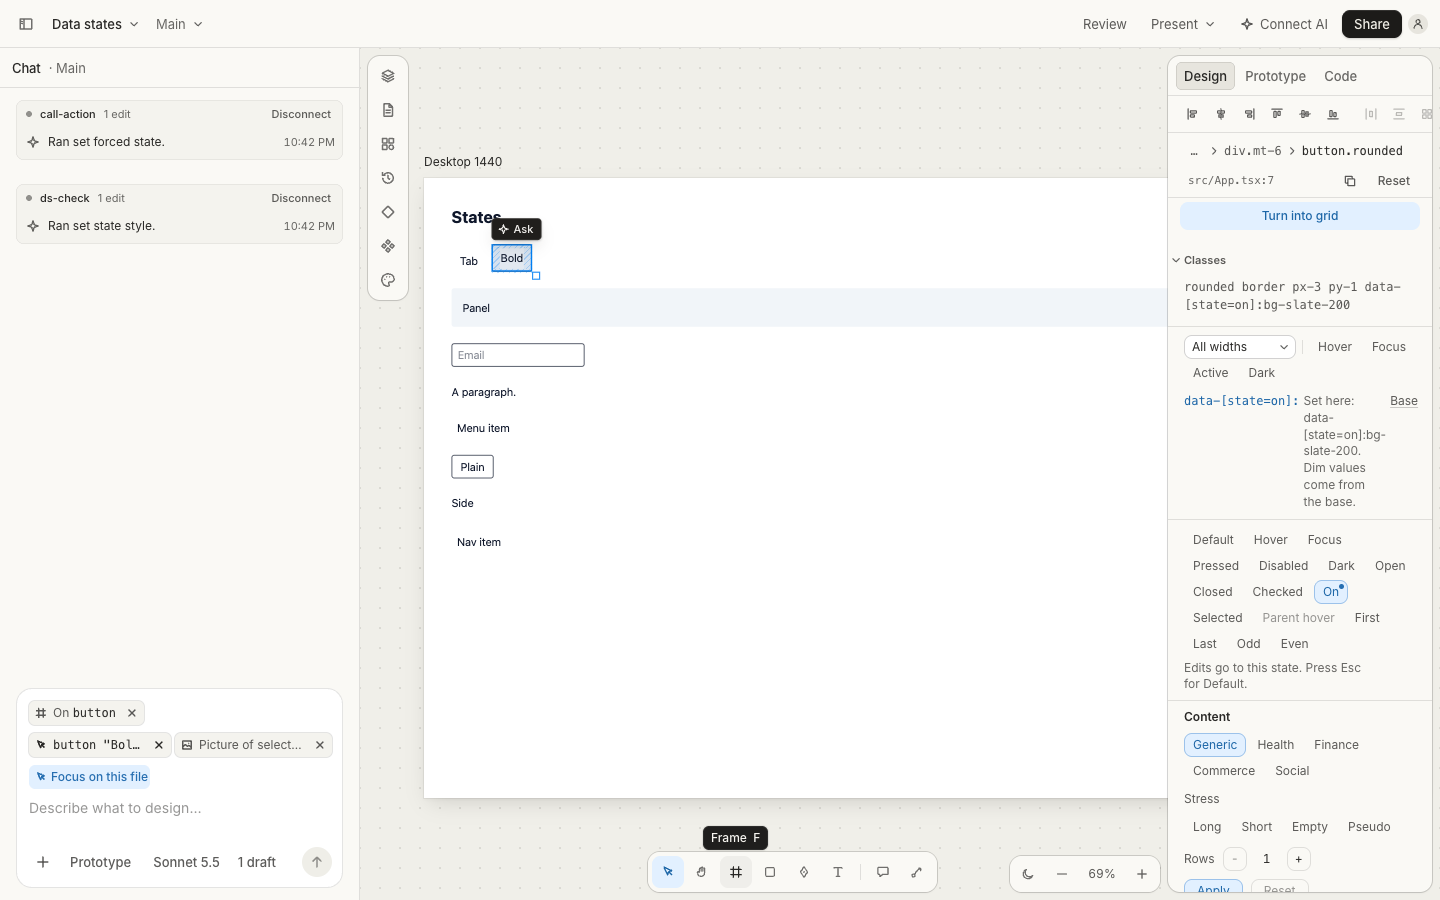 Data states
Main
Review
Present
Connect AI
Share
Chat · Main
call-action 1 edit
Disconnect
Ran set forced state.
10:42 PM
ds-check 1 edit
Disconnect
Ran set state style.
10:42 PM
On button
button "Bol…
Picture of select…
Focus on this file
Describe what to design…
Prototype
Sonnet 5.5
1 draft
Desktop 1440
States
Ask
Tab
Bold
Panel
Email
A paragraph.
Menu item
Plain
Side
Nav item
Frame F
69%
Design
Prototype
Code
… > div.mt-6 > button.rounded
src/App.tsx:7
Reset
Turn into grid
Classes
rounded border px-3 py-1 data-
[state=on]:bg-slate-200
All widths
Hover
Focus
Active
Dark
data-[state=on]:
Set here:
data-
[state=on]:bg-
slate-200.
Dim values
come from
the base.
Base
Default
Hover
Focus
Pressed
Disabled
Dark
Open
Closed
Checked
On
Selected
Parent hover
First
Last
Odd
Even
Edits go to this state. Press Esc
for Default.
Content
Generic
Health
Finance
Commerce
Social
Stress
Long
Short
Empty
Pseudo
Rows
-
1
+
Apply
Reset